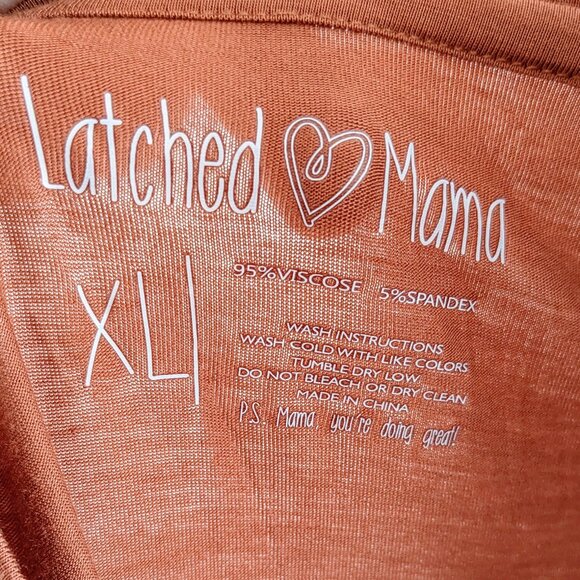 Latched Mama
XL|
95%VISCOSE 5%SPANDEX
WASH INSTRUCTIONS
WASH COLD WITH LIKE COLORS
TUMBLE DRY LOW
DO NOT BLEACH OR DRY CLEAN
MADE IN CHINA
P.S. Mama you're doing great!